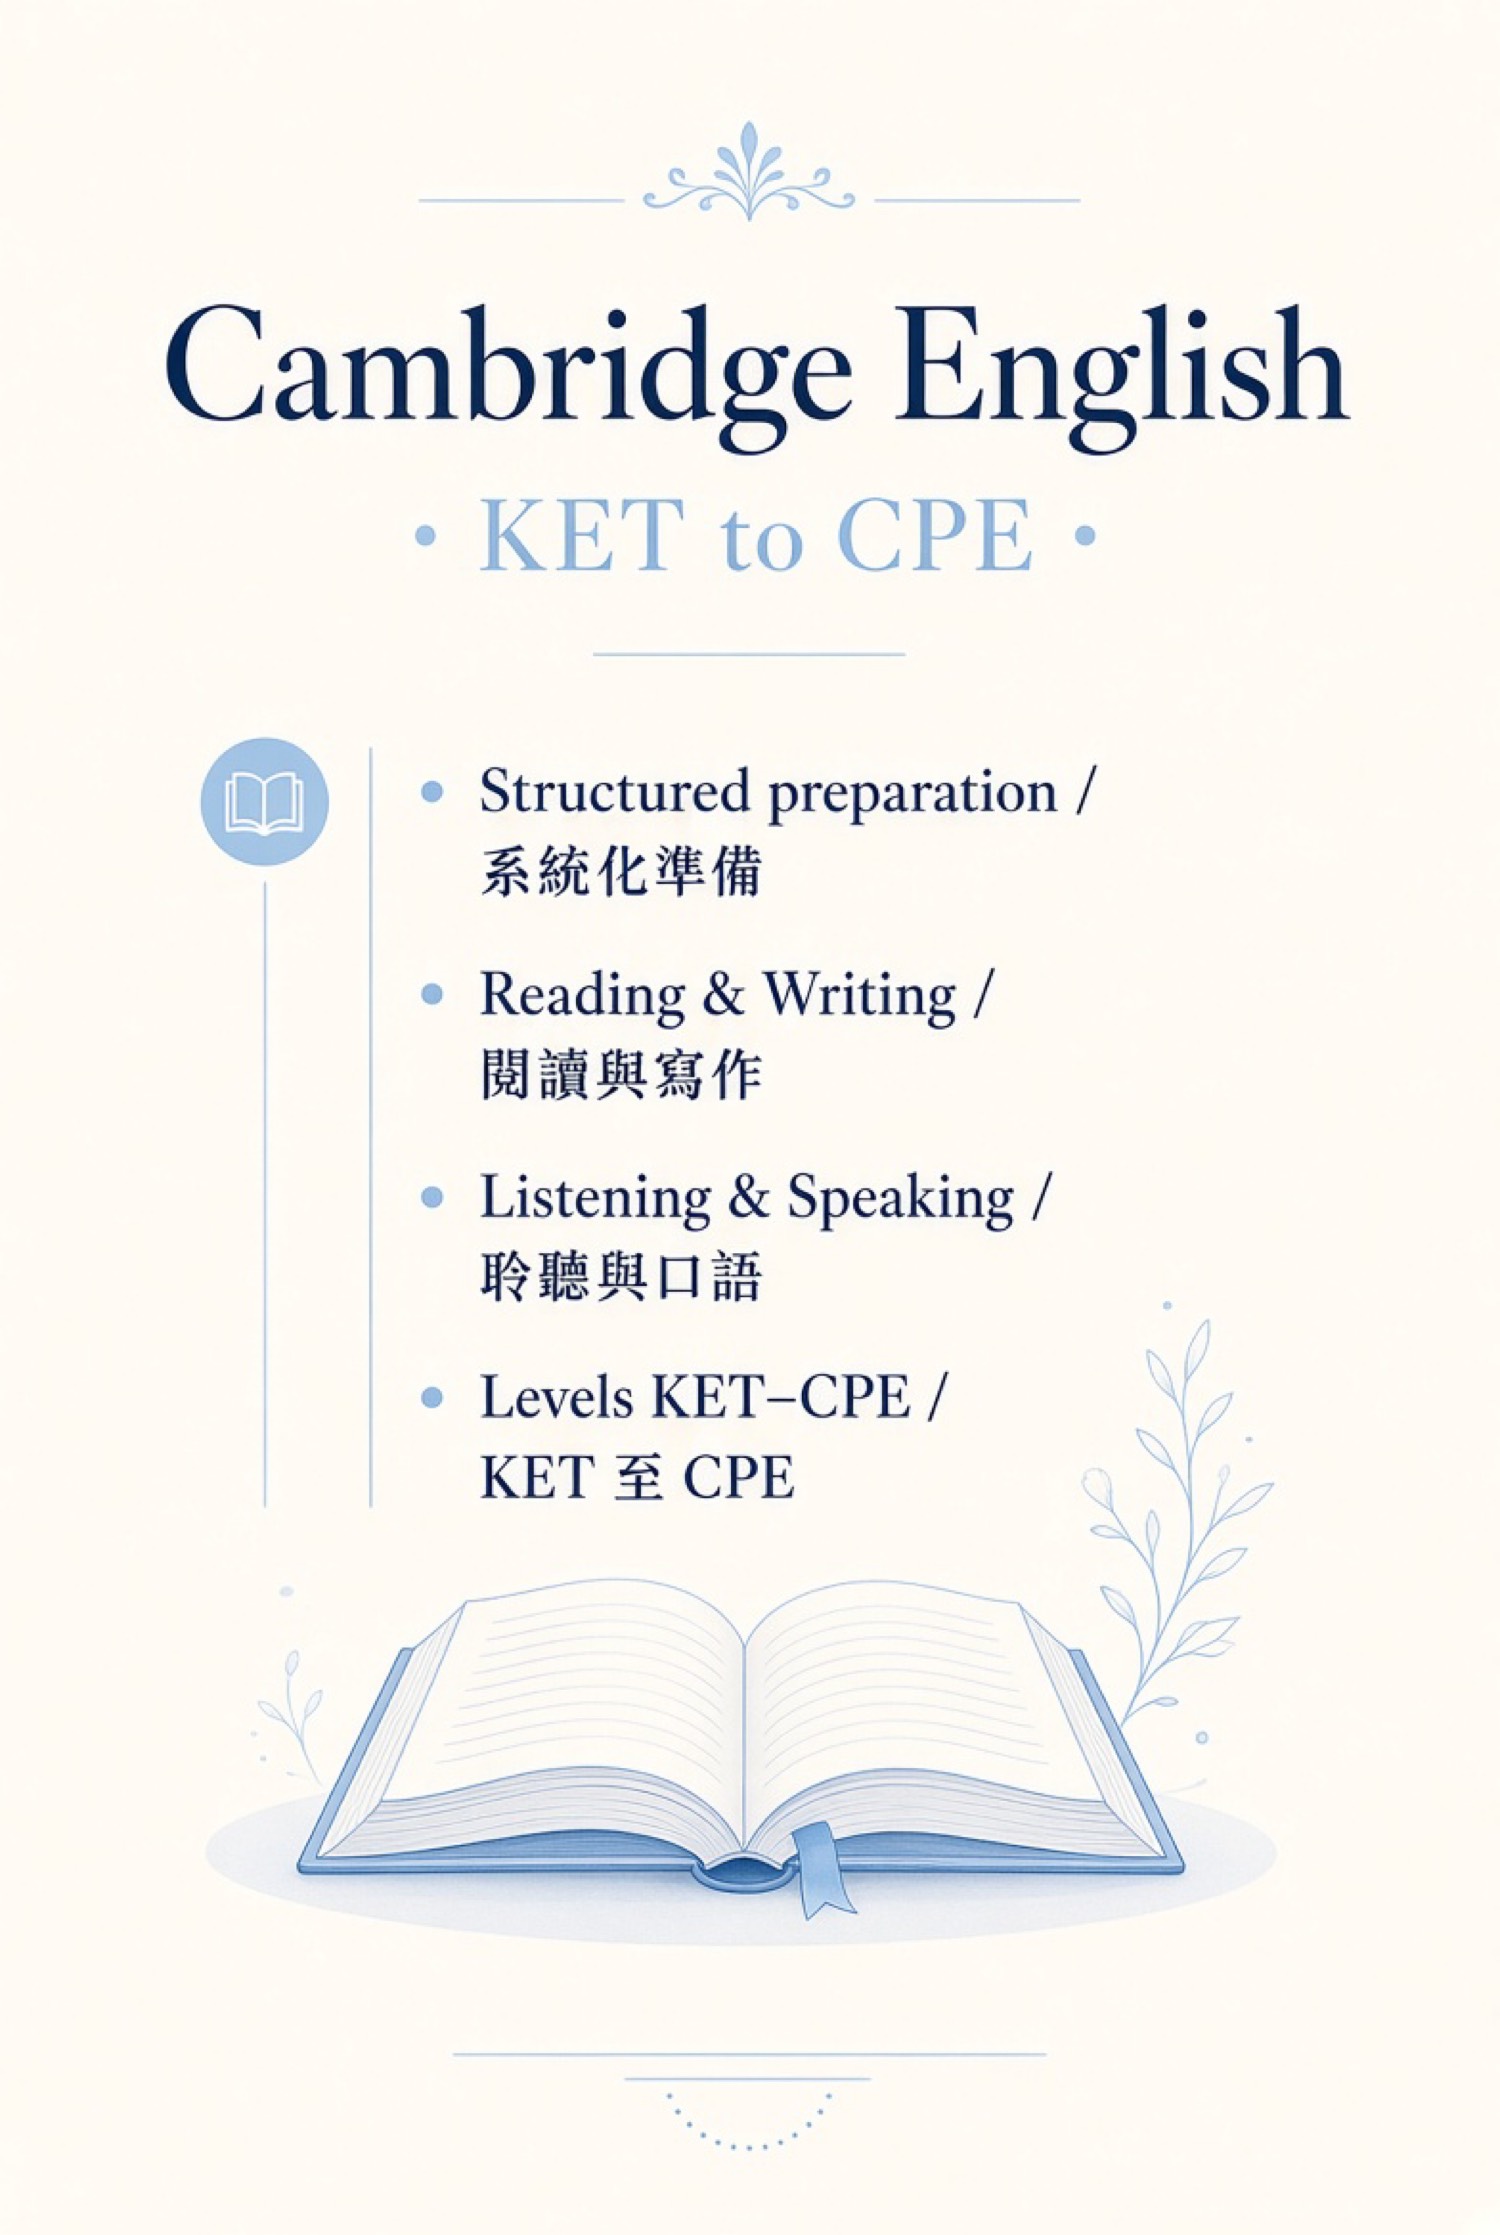 Cambridge English
• KET to CPE •
• Structured preparation /
系統化準備
• Reading & Writing /
閱讀與寫作
• Listening & Speaking /
聆聽與口語
• Levels KET–CPE /
KET 至 CPE